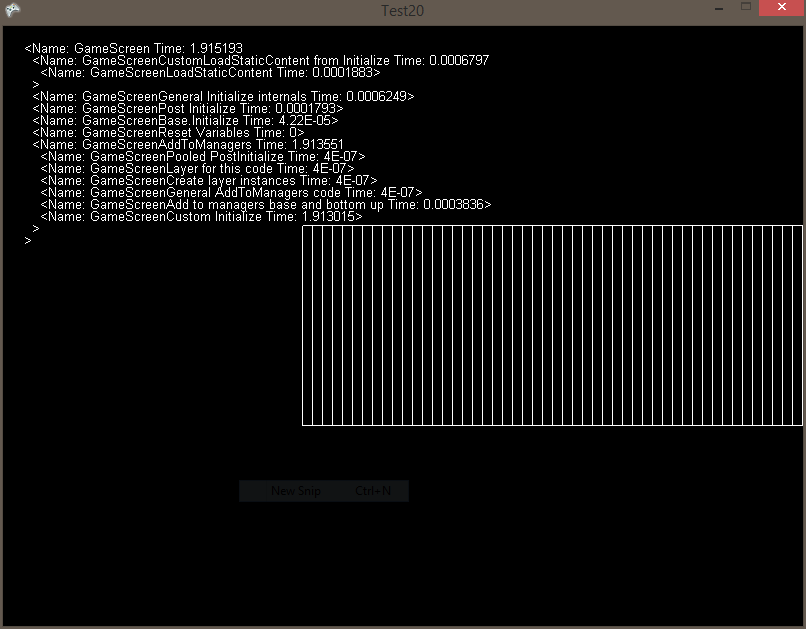 Test20
<Name: GameScreen Time: 1.915193
<Name: GameScreenCustomLoadStaticContent from Initialize Time: 0.0006797
<Name: GameScreenLoadStaticContent Time: 0.0001883>
>
<Name: GameScreenGeneral Initialize internals Time: 0.0006249>
<Name: GameScreenPost Initialize Time: 0.0001793>
<Name: GameScreenBase.Initialize Time: 4.22E-05>
<Name: GameScreenReset Variables Time: 0>
<Name: GameScreenAddToManagers Time: 1.913551
<Name: GameScreenPooled PostInitialize Time: 4E-07>
<Name: GameScreenLayer for this code Time: 4E-07>
<Name: GameScreenCreate layer instances Time: 4E-07>
<Name: GameScreenGeneral AddToManagers code Time: 4E-07>
<Name: GameScreenAdd to managers base and bottom up Time: 0.0003836>
<Name: GameScreenCustom Initialize Time: 1.913015>
>
>
New Snip Ctrl+N